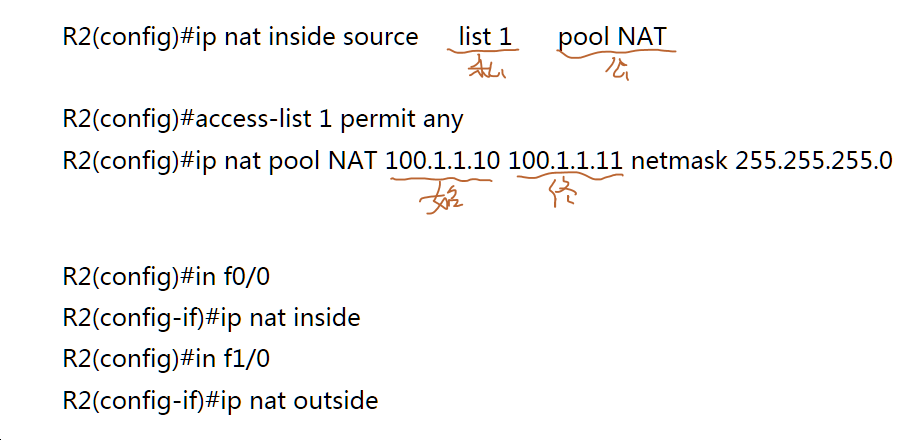 R2(config)#ip nat inside source list 1 pool NAT
私 公
R2(config)#access-list 1 permit any
R2(config)#ip nat pool NAT 100.1.1.10 100.1.1.11 netmask 255.255.255.0
始 终
R2(config)#in f0/0
R2(config-if)#ip nat inside
R2(config)#in f1/0
R2(config-if)#ip nat outside